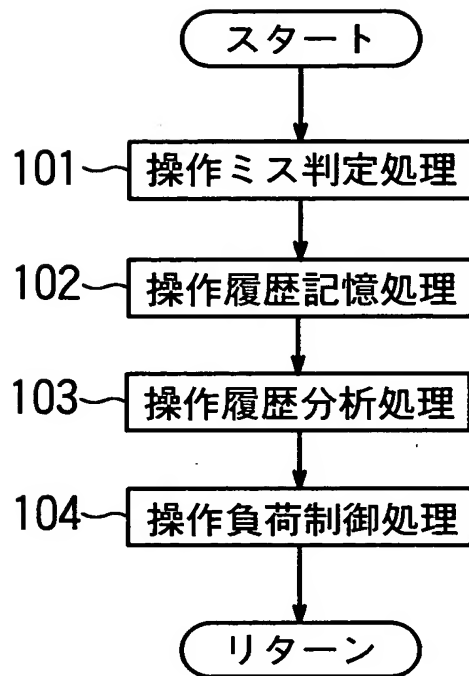 スタート
101 操作ミス判定処理
102 操作履歴記憶処理
103 操作履歴分析処理
104 操作負荷制御処理
リターン